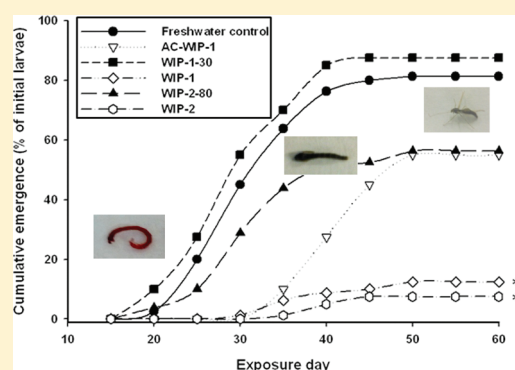 100
80
60
40
20
0
Cumulative emergence (% of initial larvae)
Freshwater control
AC-WIP-1
WIP-1-30
WIP-1
WIP-2-80
WIP-2
*
*
10 20 30 40 50 60
Exposure day